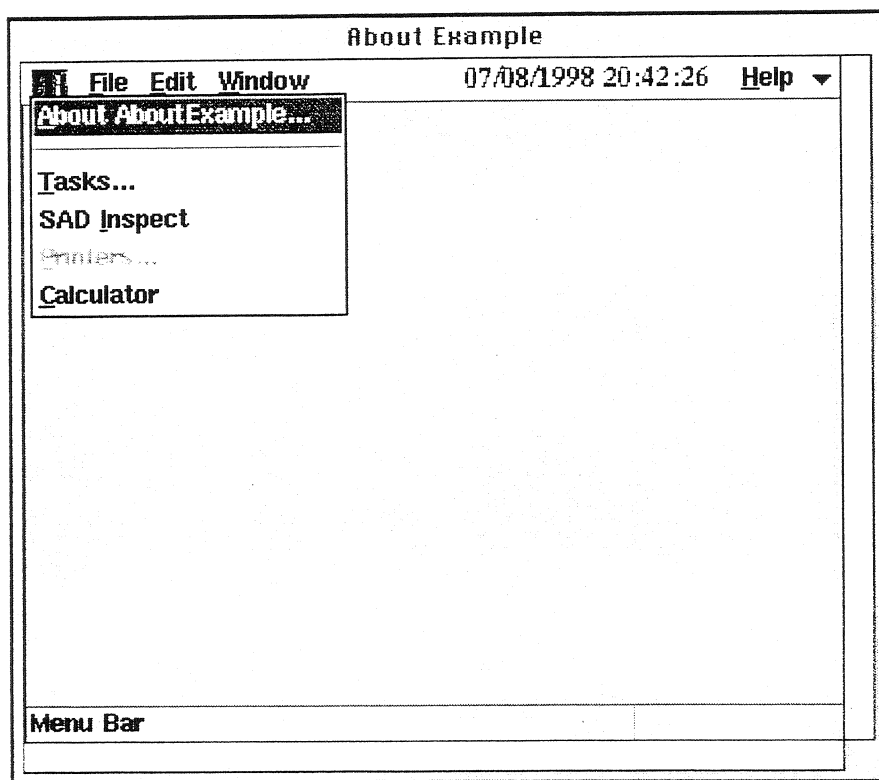 About Example
File Edit Window 07/08/1998 20:42:26 Help
About AboutExample...
Tasks...
SAD Inspect
Printers...
Calculator
Menu Bar